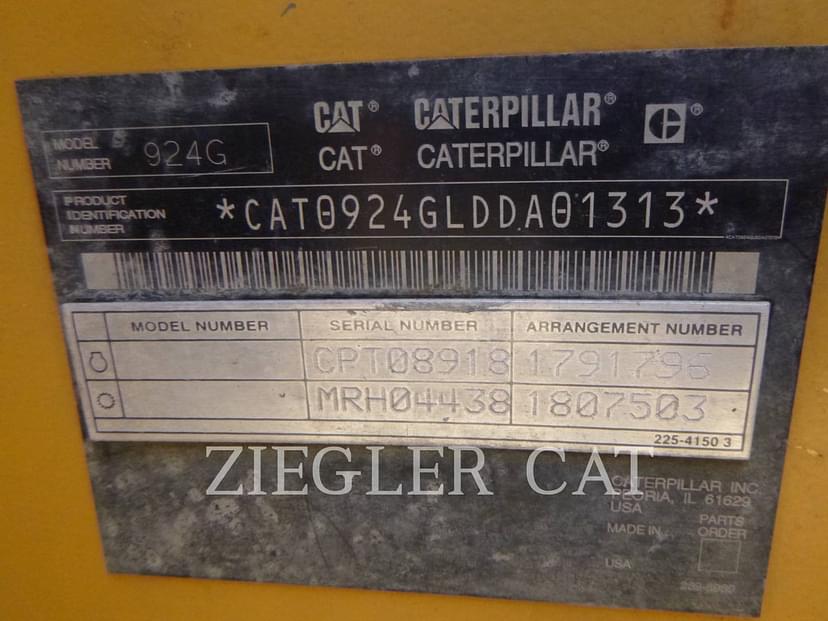 CAT® CATERPILLAR® C®
MODEL NUMBER 924G CAT® CATERPILLAR®
PRODUCT IDENTIFICATION NUMBER *CAT0924GLDDA01313*
MODEL NUMBER SERIAL NUMBER ARRANGEMENT NUMBER
CPT08918 1791796
MRH04438 1807503
225-4150 3
ZIEGLER CAT
CATERPILLAR INC.
PEORIA, IL 61629
USA
MADE IN PARTS ORDER
USA